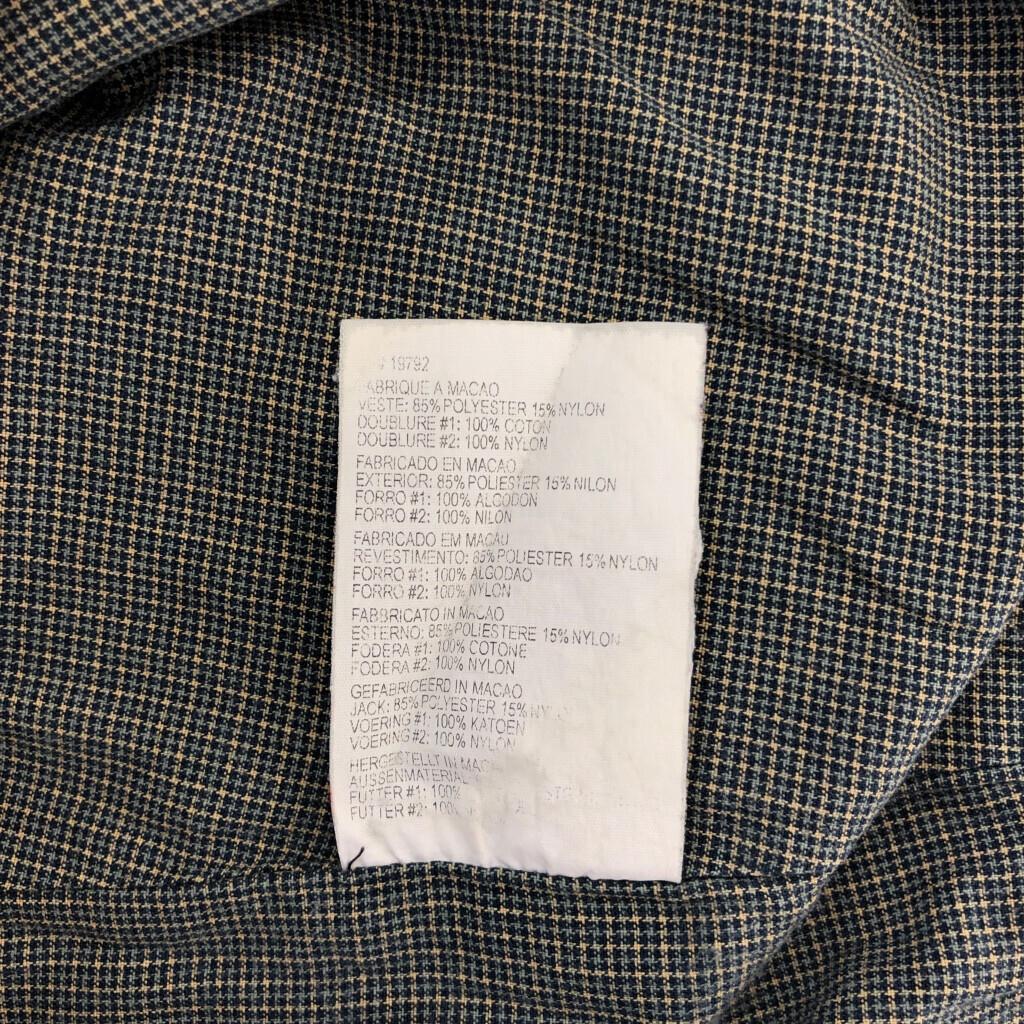 19792
FABRIQUE A MACAO
VESTE: 85% POLYESTER 15% NYLON
DOUBLURE #1: 100% COTON
DOUBLURE #2: 100% NYLON
FABRICADO EN MACAO
EXTERIOR: 85% POLIESTER 15% NILON
FORRO #1: 100% ALGODON
FORRO #2: 100% NILON
FABRICADO EM MACAU
REVESTIMENTO: 85% POLIESTER 15% NYLON
FORRO #1: 100% ALGODAO
FORRO #2: 100% NYLON
FABBRICATO IN MACAO
ESTERNO: 85% POLIESTERE 15% NYLON
FODERA #1: 100% COTONE
FODERA #2: 100% NYLON
GEFABRICEERD IN MACAO
JACK: 85% POLYESTER 15%
VOERING #1: 100% KATOEN
VOERING #2: 100% NYLON
HERGESTELLT IN
AUSSENMATERIAL
FUTTER #1: 100%
FUTTER #2: 100%